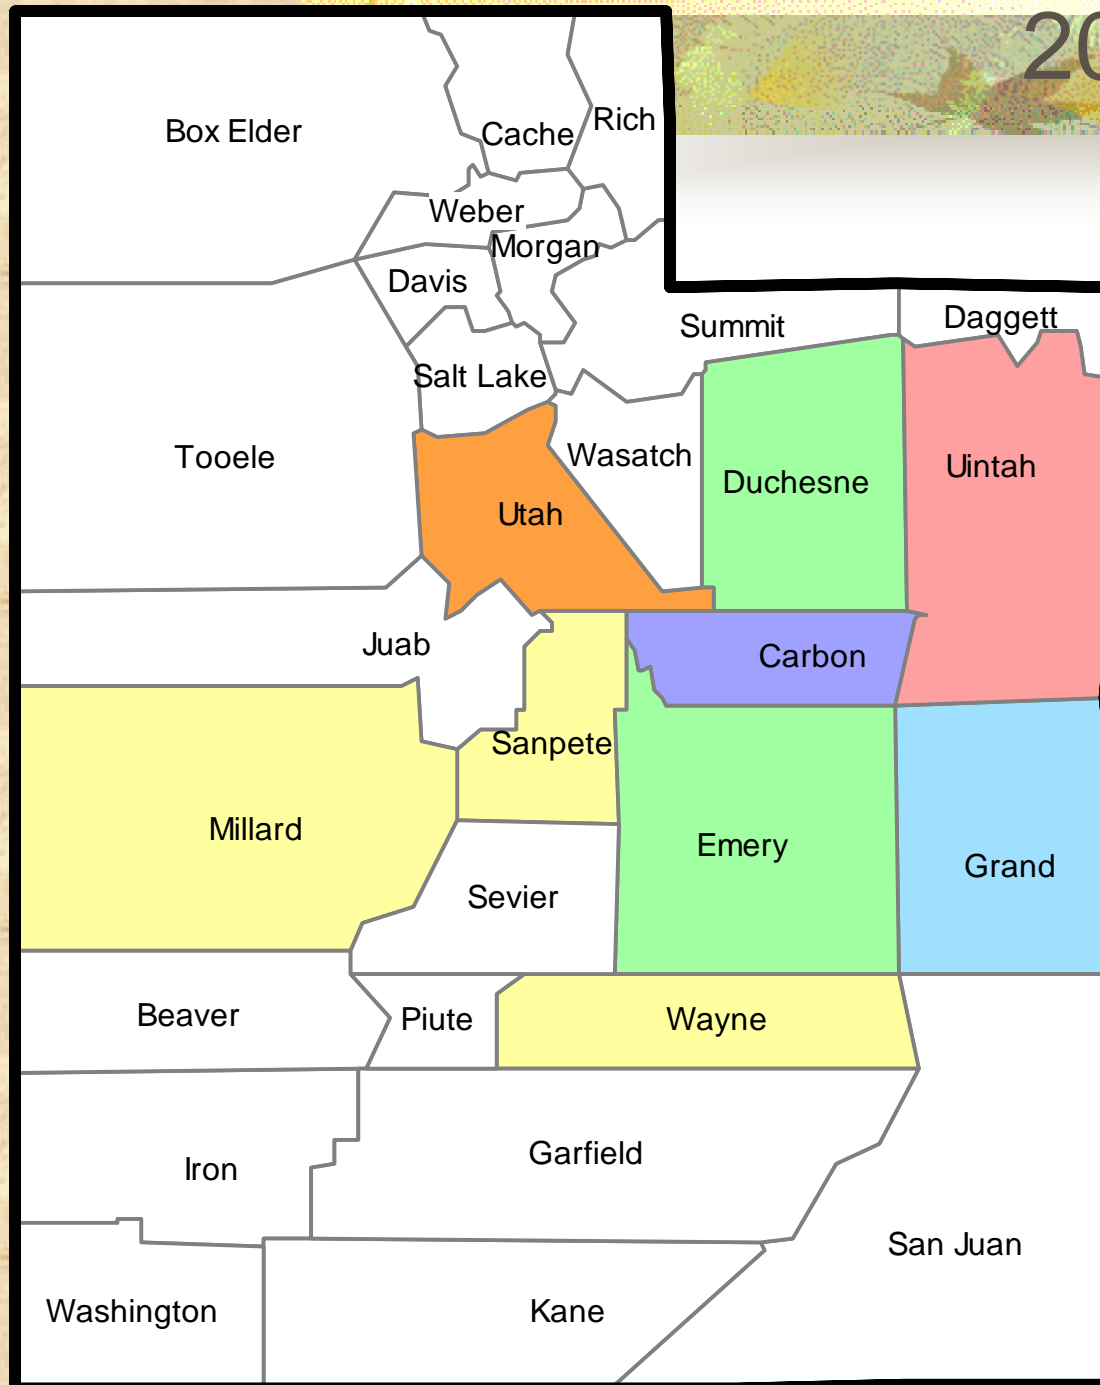 20
Box Elder
Cache
Rich
Weber
Morgan
Davis
Summit
Daggett
Salt Lake
Tooele
Wasatch
Duchesne
Uintah
Utah
Juab
Carbon
Sanpete
Millard
Emery
Grand
Sevier
Beaver
Piute
Wayne
Iron
Garfield
San Juan
Washington
Kane